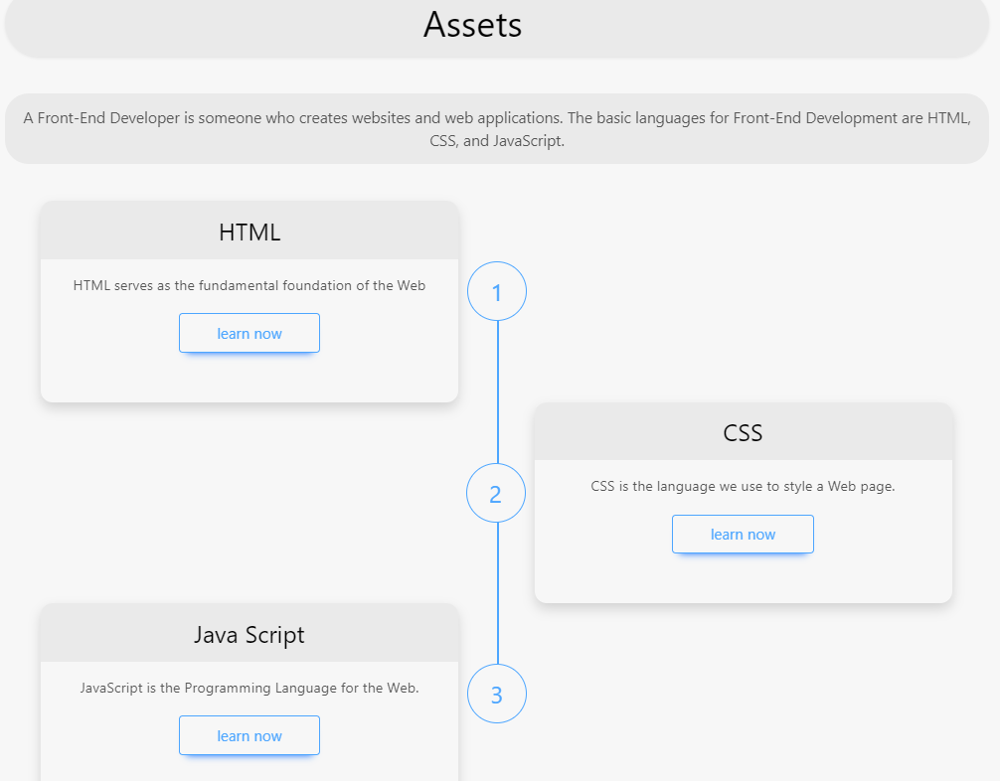 Assets
A Front-End Developer is someone who creates websites and web applications. The basic languages for Front-End Development are HTML,
CSS, and JavaScript.
HTML
HTML serves as the fundamental foundation of the Web
learn now
1
CSS
2
CSS is the language we use to style a Web page.
learn now
Java Script
JavaScript is the Programming Language for the Web.
3
learn now